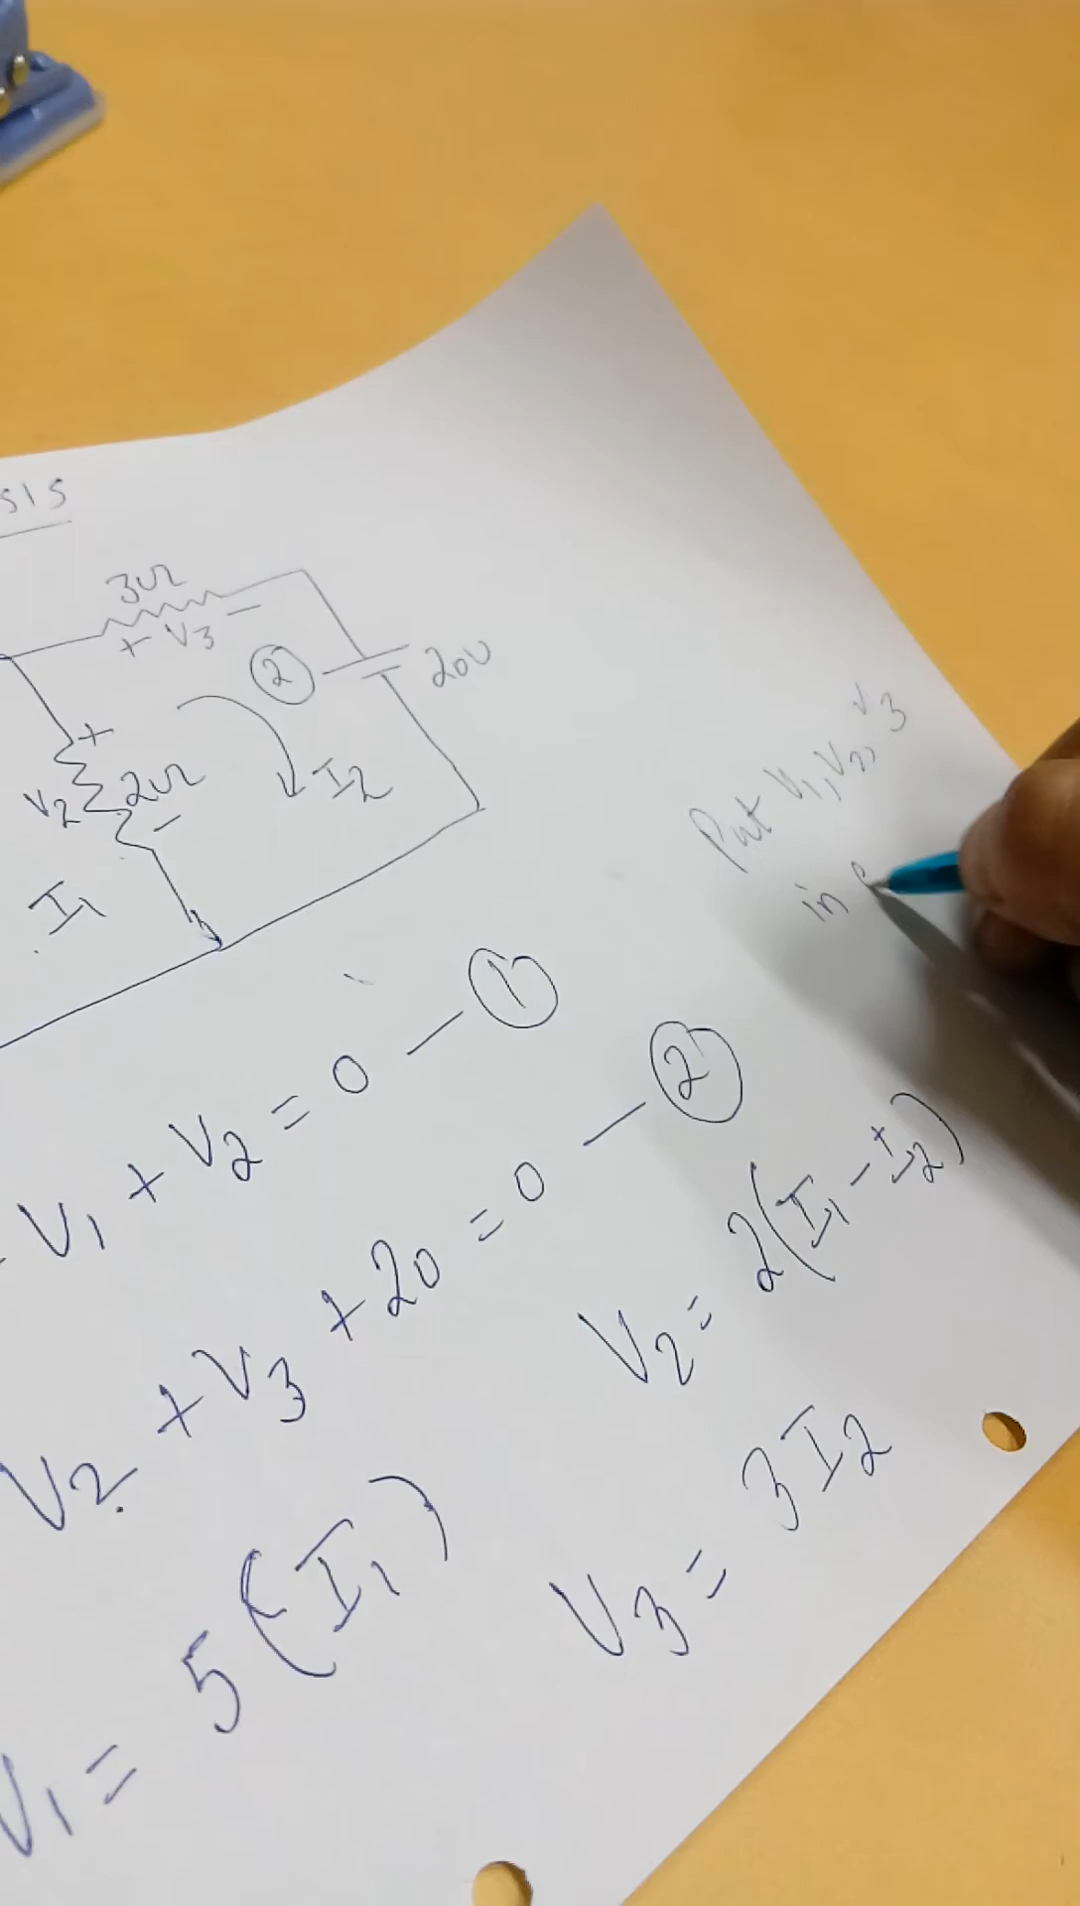 SIS
3Ω
+ V3 -
2
20V
+
V2 2Ω
-
I2
I1
Put V1, V2, V3
in
V1 + V2 = 0 — 1
V2 + V3 + 20 = 0 — 2
V2 = 2(I1 - I2)
V1 = 5(I1)
V3 = 3I2